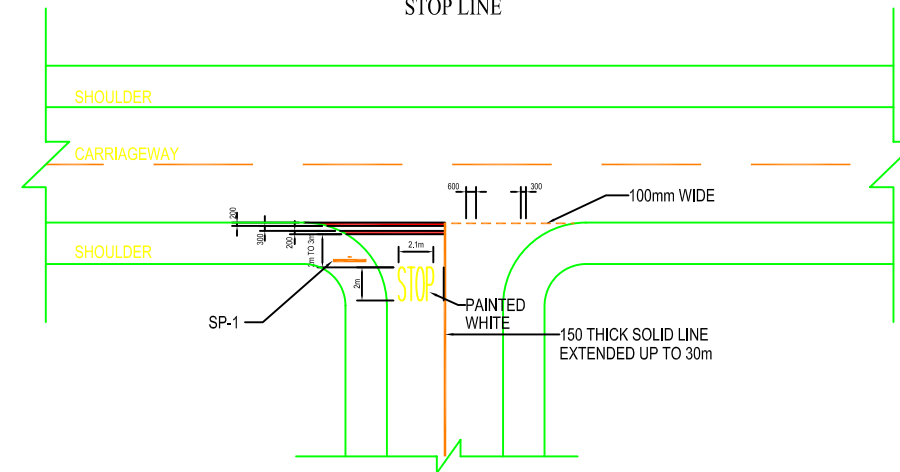 STOP LINE
SHOULDER
CARRIAGEWAY
600
300
100mm WIDE
200
300
200
2m TO 3m
2.1m
SHOULDER
2m
STOP
SP-1
PAINTED
WHITE
150 THICK SOLID LINE
EXTENDED UP TO 30m